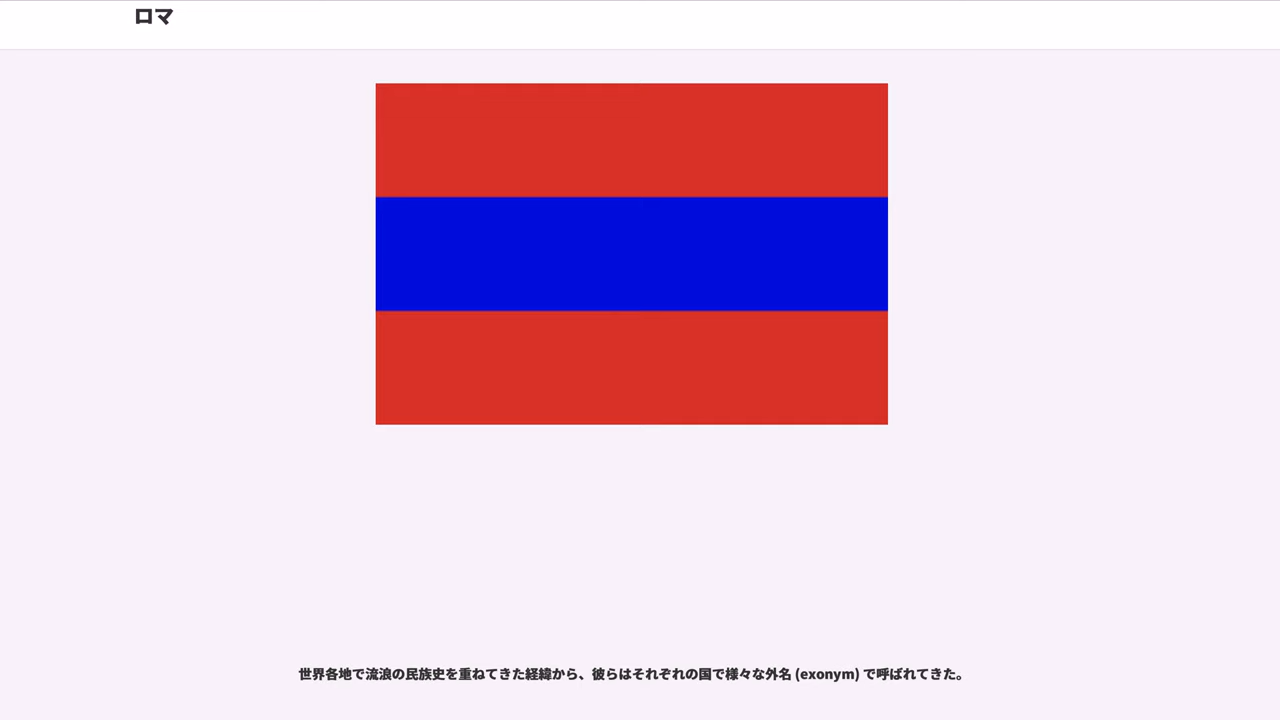 ロマ
世界各地で流浪の民族史を重ねてきた経緯から、彼らはそれぞれの国で様々な外名 (exonym) で呼ばれてきた。